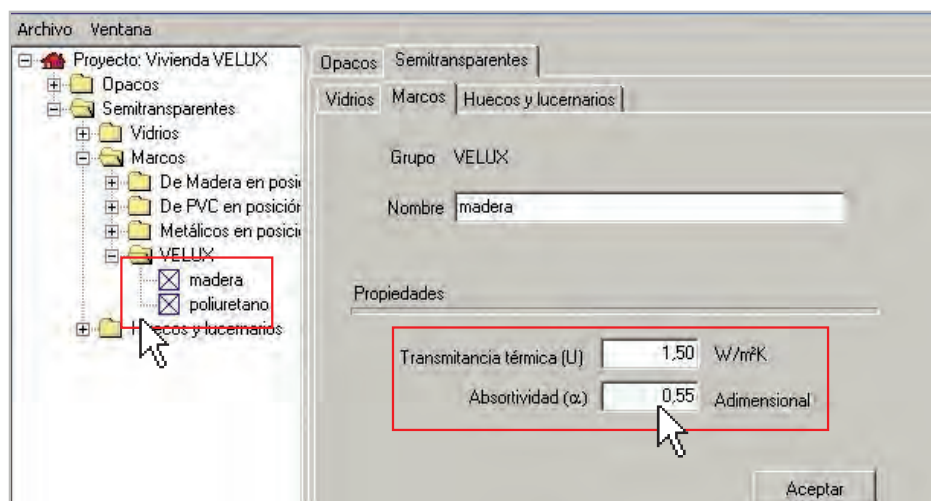 Archivo Ventana
Proyecto: Vivienda VELUX
Opacos
Semitransparentes
Vidrios
Marcos
De Madera en posi
De PVC en posición
Metálicos en posici
VELUX
madera
poliuretano
Huecos y lucernarios
Opacos Semitransparentes
Vidrios Marcos Huecos y lucernarios
Grupo VELUX
Nombre madera
Propiedades
Transmitancia térmica (U) 1,50 W/m²K
Absortividad (α) 0,55 Adimensional
Aceptar